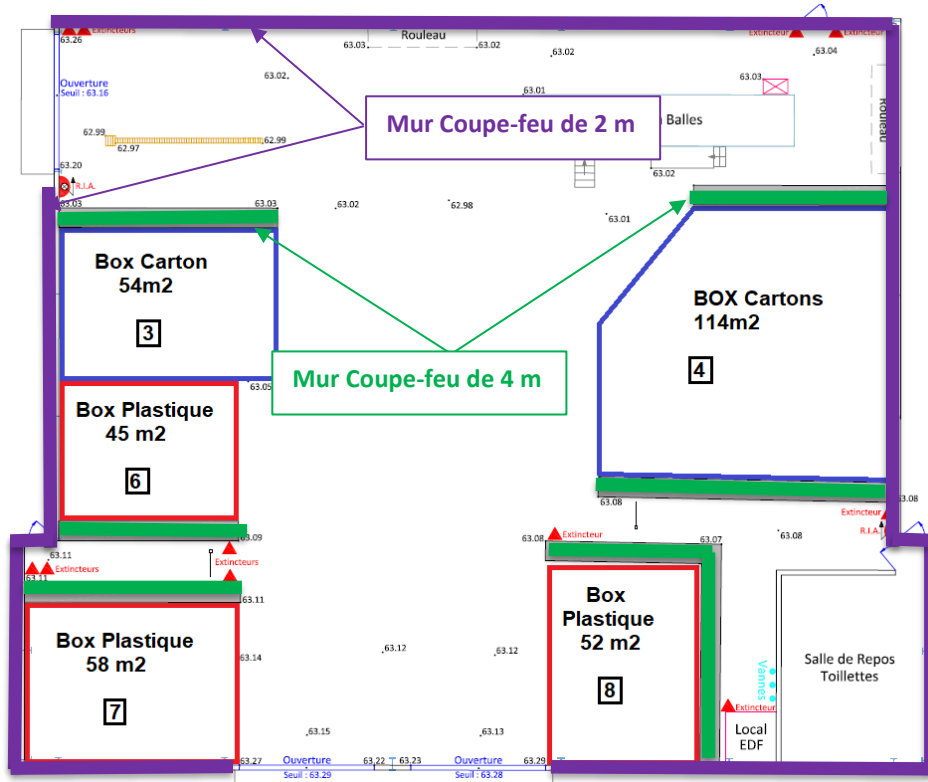 Extincteurs
63.26
63.03
Rouleau
63.02
Extincteur
63.02
63.04
63.02
Ouverture
Seuil : 63.16
63.03
63.01
Rouleau
Mur Coupe-feu de 2 m
Balles
62.99
62.97
62.99
63.20
R.I.A.
63.02
63.03
63.03
63.02
62.98
63.01
Box Carton
54m2
3
BOX Cartons
114m2
4
Mur Coupe-feu de 4 m
63.05
Box Plastique
45 m2
6
63.08
63.08
Extincteur
R.I.A.
63.09
63.08
Extincteur
63.07
63.08
63.11
Extincteurs
63.11
Extincteurs
63.11
Box Plastique
58 m2
7
63.14
63.12
63.12
Box
Plastique
52 m2
8
Vannes
Salle de Repos
Toillettes
Extincteur
Local
EDF
63.15
63.13
63.27
Ouverture
63.22
63.23
Ouverture
63.29
Seuil : 63.29
Seuil : 63.28